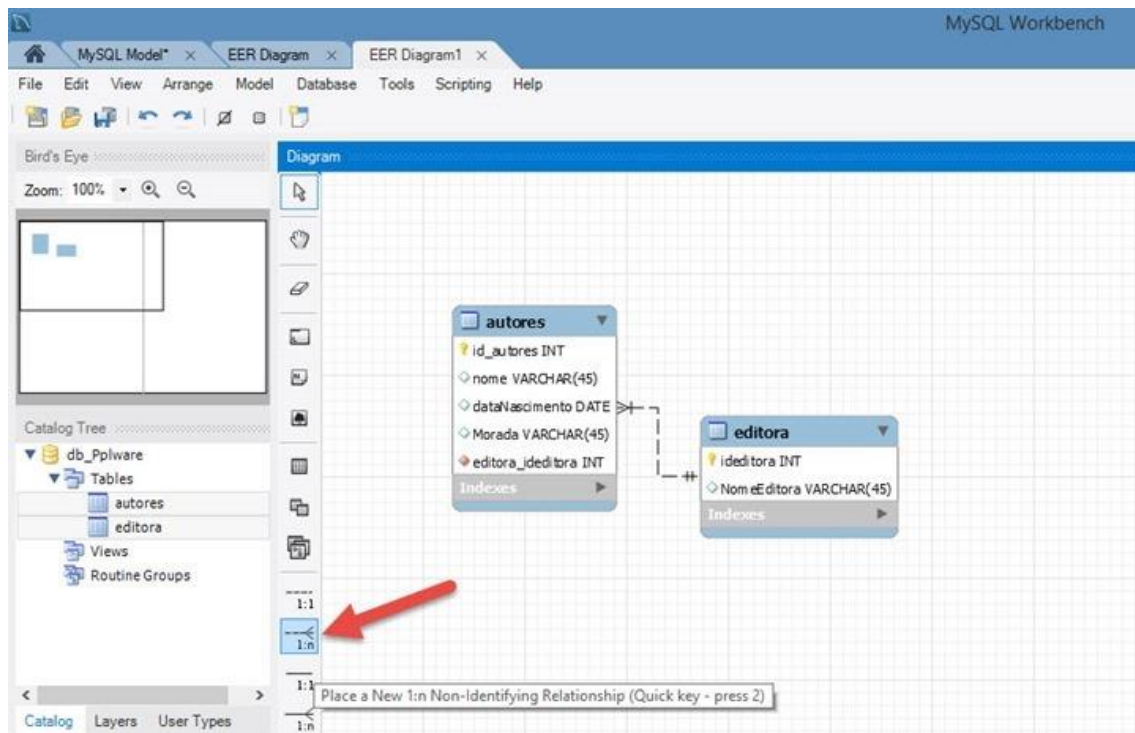 MySQL Workbench
MySQL Model* × EER Diagram × EER Diagram1 ×
File Edit View Arrange Model Database Tools Scripting Help
Bird's Eye
Diagram
Zoom: 100%
autores
id_autores INT
nome VARCHAR(45)
dataNascimento DATE
Morada VARCHAR(45)
editora_ideditora INT
Indexes
editora
ideditora INT
NomeEditora VARCHAR(45)
Indexes
Catalog Tree
db_Pplware
Tables
autores
editora
Views
Routine Groups
1:1
1:n
1:1
Place a New 1:n Non-Identifying Relationship (Quick key - press 2)
1:n
Catalog Layers User Types